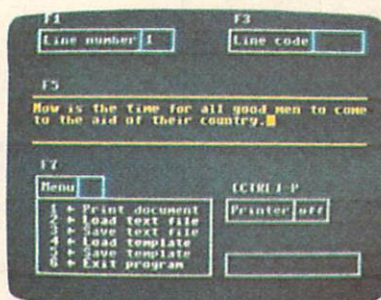 F1 F3
Line number 1 Line code
F5
Now is the time for all good men to come
to the aid of their country.
F7
Menu [CTRL]-P
Printer off
1 → Print document
2 → Load text file
3 → Save text file
4 → Load template
5 → Save template
6 → Exit program